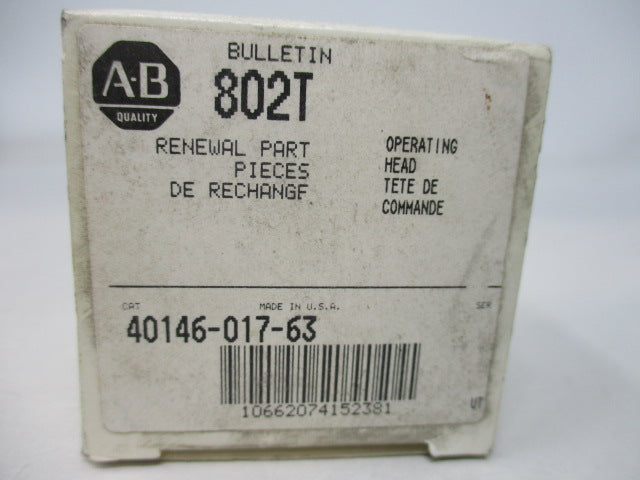 A-B
QUALITY
BULLETIN
802T
RENEWAL PART
PIECES
DE RECHANGE
OPERATING
HEAD
TETE DE
COMMANDE
CAT
MADE IN U.S.A.
SER
40146-017-63
10662074152381
VT